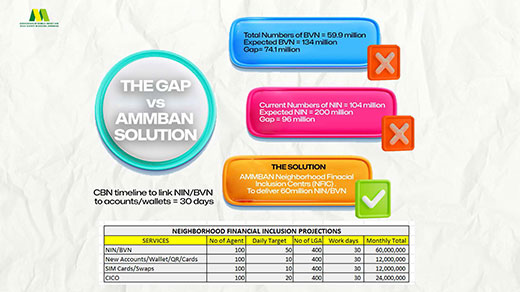 THE GAP
vs
AMMBAN
SOLUTION
CBN timeline to link NIN/BVN
to acounts/wallets = 30 days
Total Numbers of BVN = 59.9 million
Expected BVN = 134 million
Gap= 74.1 million
Current Numbers of NIN = 104 million
Expected NIN = 200 million
Gap = 96 million
THE SOLUTION
AMMBAN Neighborhood Finacial
Inclusion Centrs (NFIC)
To deliver 60million NIN/BVN
NEIGHBORHOOD FINANCIAL INCLUSION PROJECTIONS
SERVICES No of Agent Daily Target No of LGA Work days Monthly Total
NIN/BVN 100 50 400 30 60,000,000
New Accounts/Wallet/QR/Cards 100 10 400 30 12,000,000
SIM Cards/Swaps 100 10 400 30 12,000,000
CICO 100 20 400 30 24,000,000